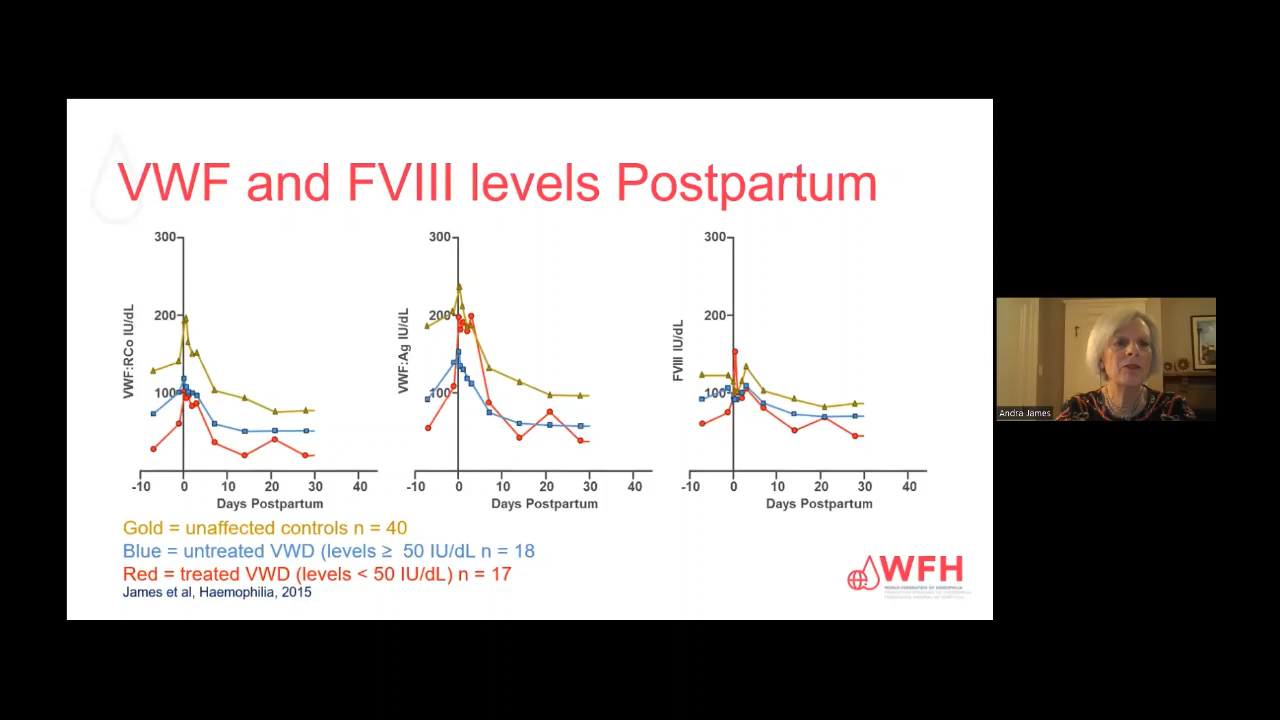 VWF and FVIII levels Postpartum
300
200
100
VWF:RCo IU/dL
-10 0 10 20 30 40
Days Postpartum
300
200
100
VWF:Ag IU/dL
-10 0 10 20 30 40
Days Postpartum
300
200
100
FVIII IU/dL
-10 0 10 20 30 40
Days Postpartum
Gold = unaffected controls n = 40
Blue = untreated VWD (levels ≥ 50 IU/dL n = 18
Red = treated VWD (levels < 50 IU/dL) n = 17
James et al, Haemophilia, 2015
WFH
WORLD FEDERATION OF HEMOPHILIA
Andra James